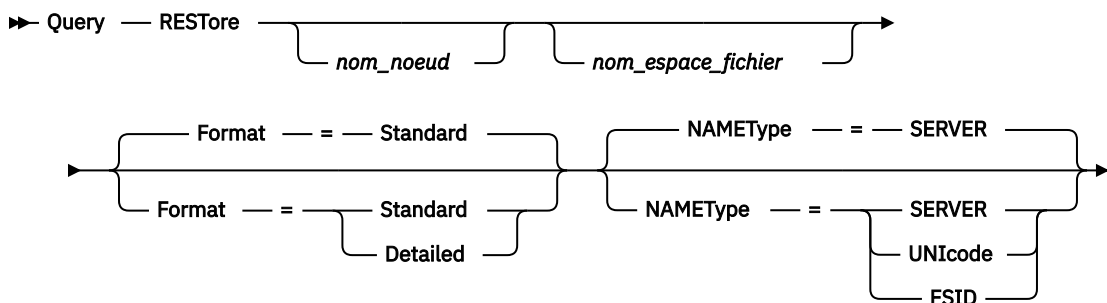 Query RESTore
nom_noeud nom_espace_fichier
Format = Standard NAMEType = SERVER
Format = Standard NAMEType = SERVER
Detailed UNIcode
FSID